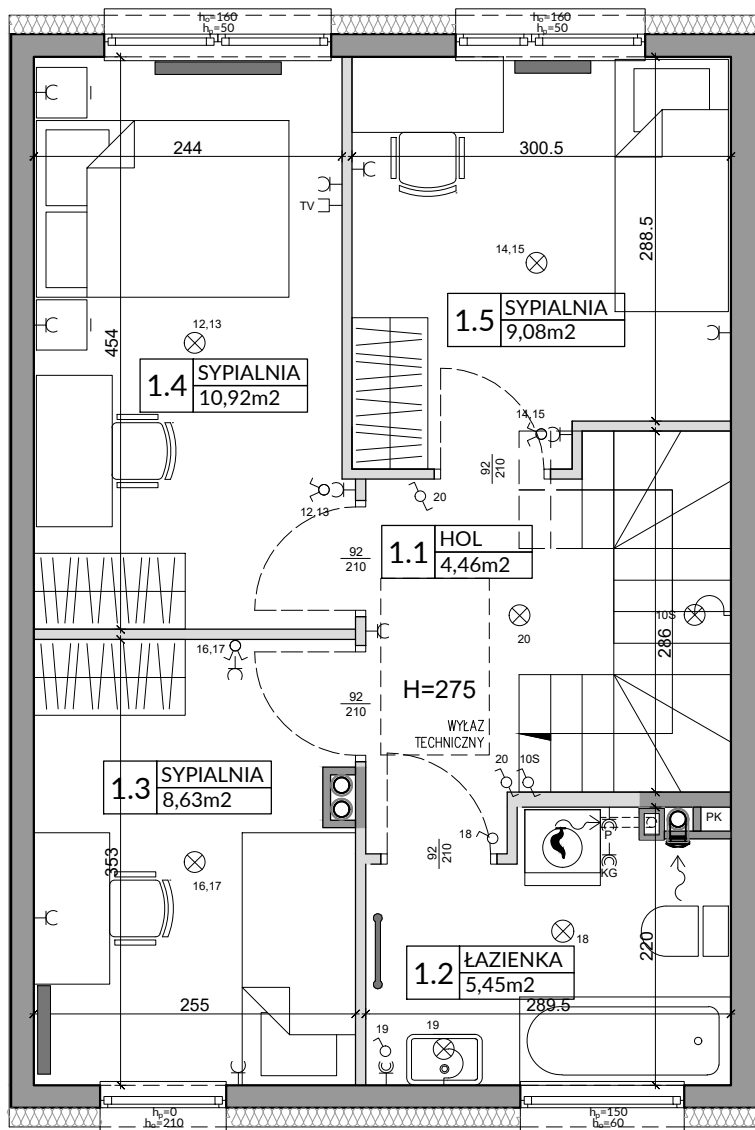 hₒ=160
hₚ=50
hₒ=160
hₚ=50
244
300.5
TV
288.5
14,15
1.5
SYPIALNIA
9,08m2
12,13
454
1.4
SYPIALNIA
10,92m2
14,15
92
210
20
12,13
1.1
HOL
4,46m2
92
210
20
10S
286
16,17
92
210
H=275
WYŁAZ
TECHNICZNY
1.3
SYPIALNIA
8,63m2
20
10S
18
P
PK
92
210
KG
353
16,17
18
220
1.2
ŁAZIENKA
5,45m2
255
289.5
19
19
hₚ=0
hₒ=210
hₚ=150
hₒ=60